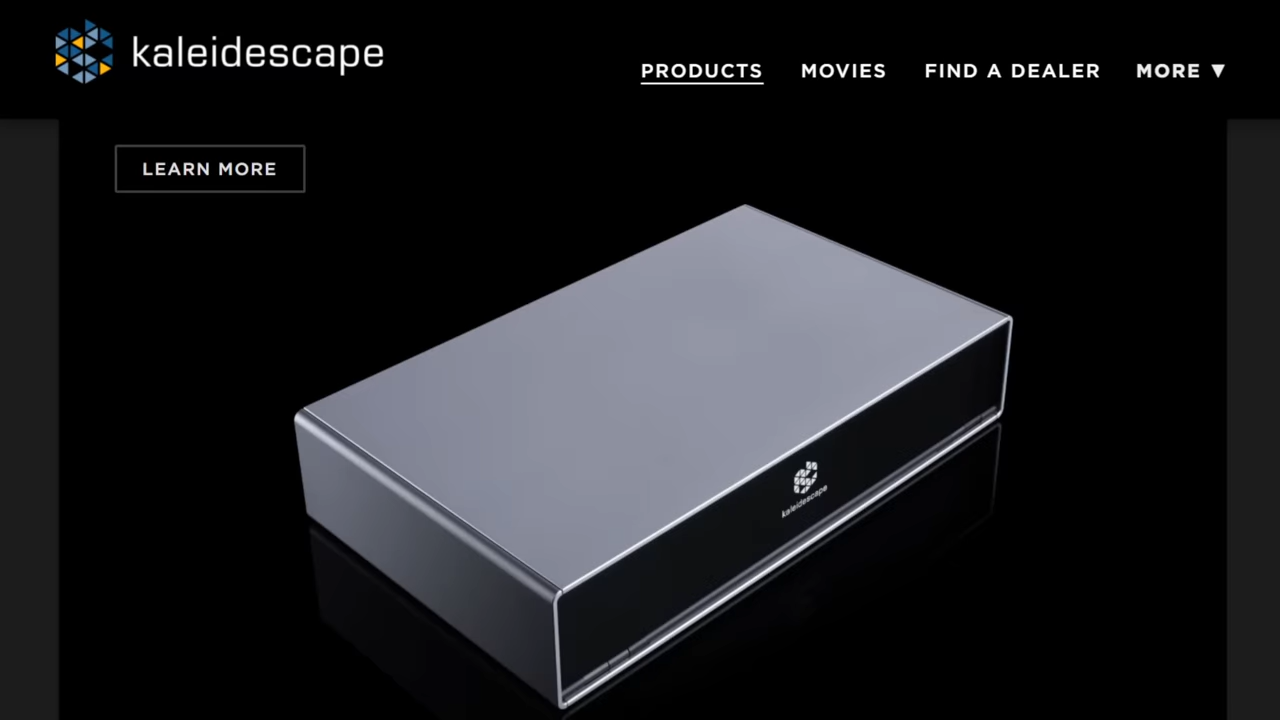 kaleidescape
PRODUCTS MOVIES FIND A DEALER MORE ▼
LEARN MORE
kaleidescape